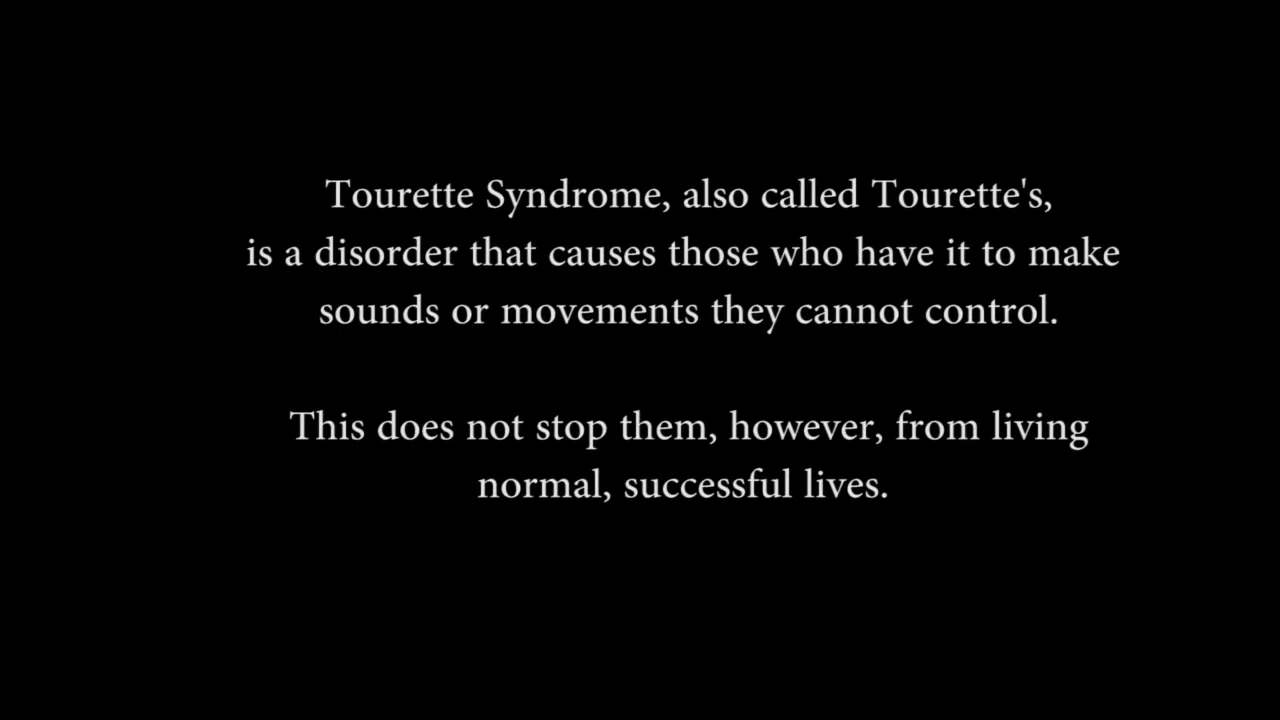 Tourette Syndrome, also called Tourette's,
is a disorder that causes those who have it to make
sounds or movements they cannot control.
This does not stop them, however, from living
normal, successful lives.